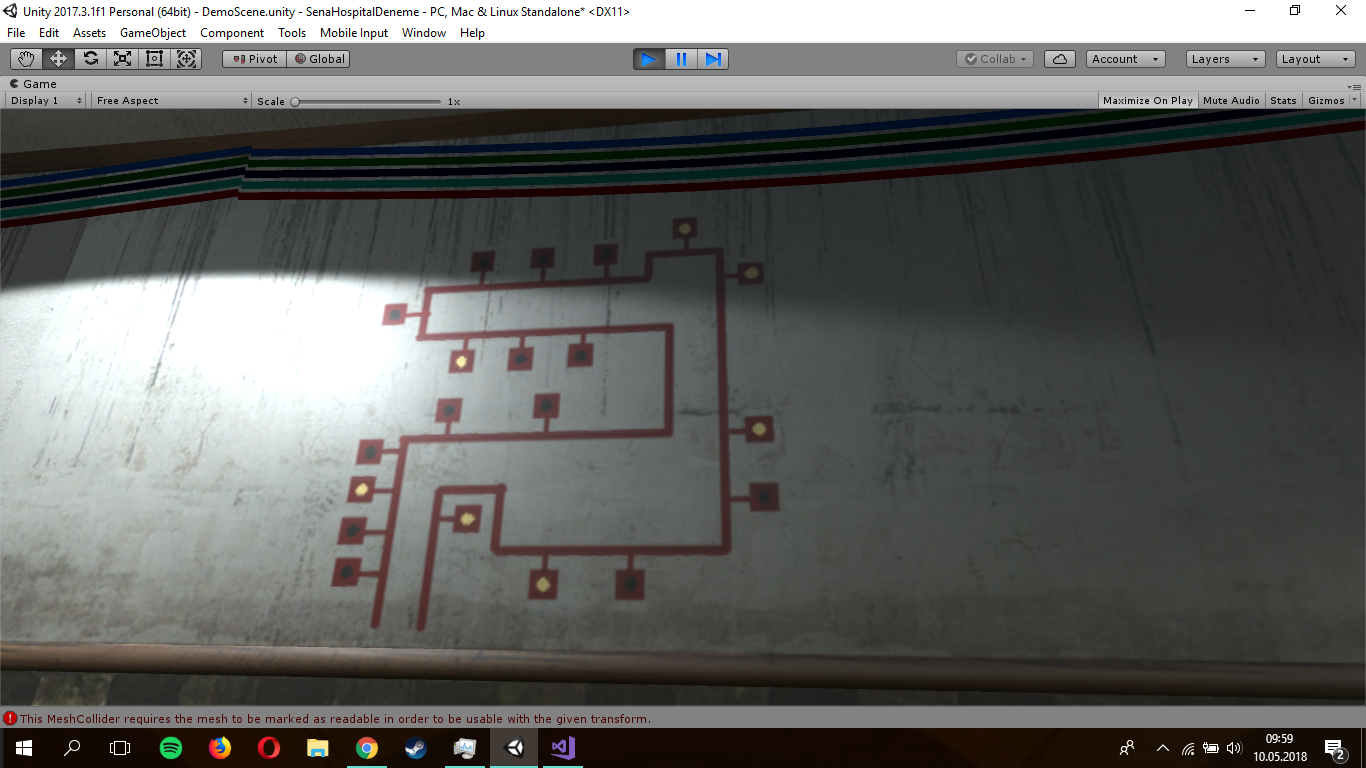 Unity 2017.3.1f1 Personal (64bit) - DemoScene.unity - SenaHospitalDeneme - PC, Mac & Linux Standalone* <DX11>
File Edit Assets GameObject Component Tools Mobile Input Window Help
Pivot Global Collab Account Layers Layout
Game
Display 1 Free Aspect Scale 1x Maximize On Play Mute Audio Stats Gizmos
This MeshCollider requires the mesh to be marked as readable in order to be usable with the given transform.
09:59
10.05.2018
2